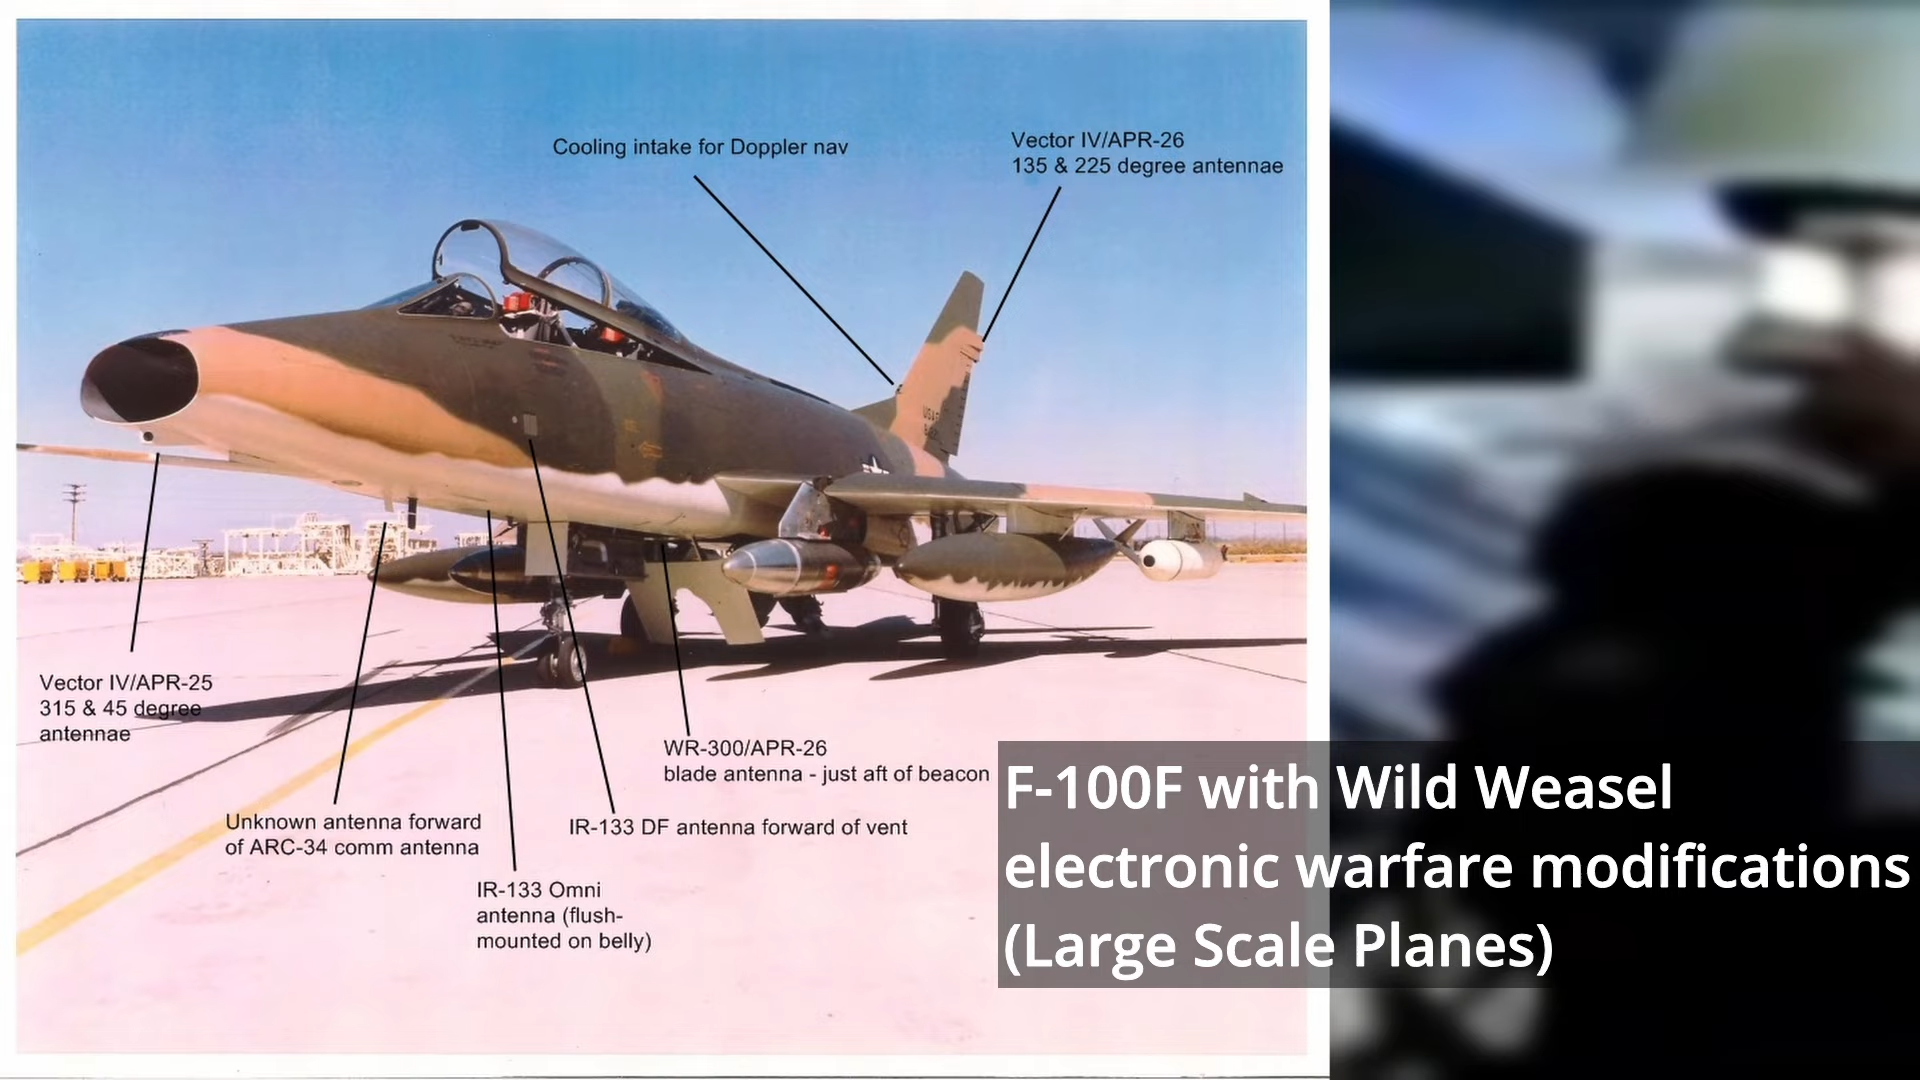 Cooling intake for Doppler nav
Vector IV/APR-26
135 & 225 degree antennae
Vector IV/APR-25
315 & 45 degree
antennae
Unknown antenna forward
of ARC-34 comm antenna
IR-133 Omni
antenna (flush-
mounted on belly)
IR-133 DF antenna forward of vent
WR-300/APR-26
blade antenna - just aft of beacon
F-100F with Wild Weasel
electronic warfare modifications
(Large Scale Planes)